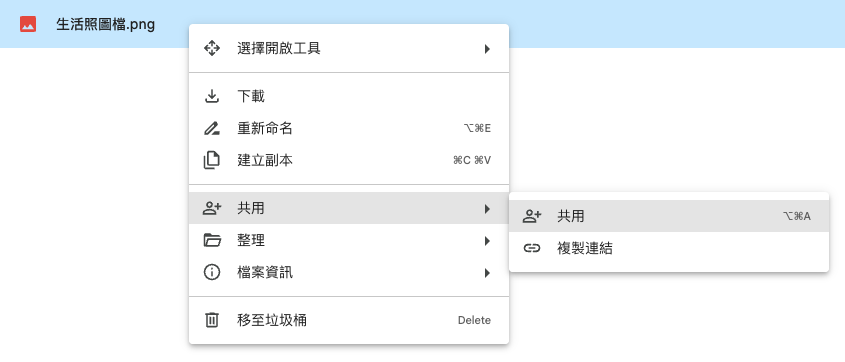 生活照圖檔.png
選擇開啟工具
下載
重新命名 ⌥⌘E
建立副本 ⌘C ⌘V
共用
整理
檔案資訊
移至垃圾桶 Delete
共用 ⌥⌘A
複製連結